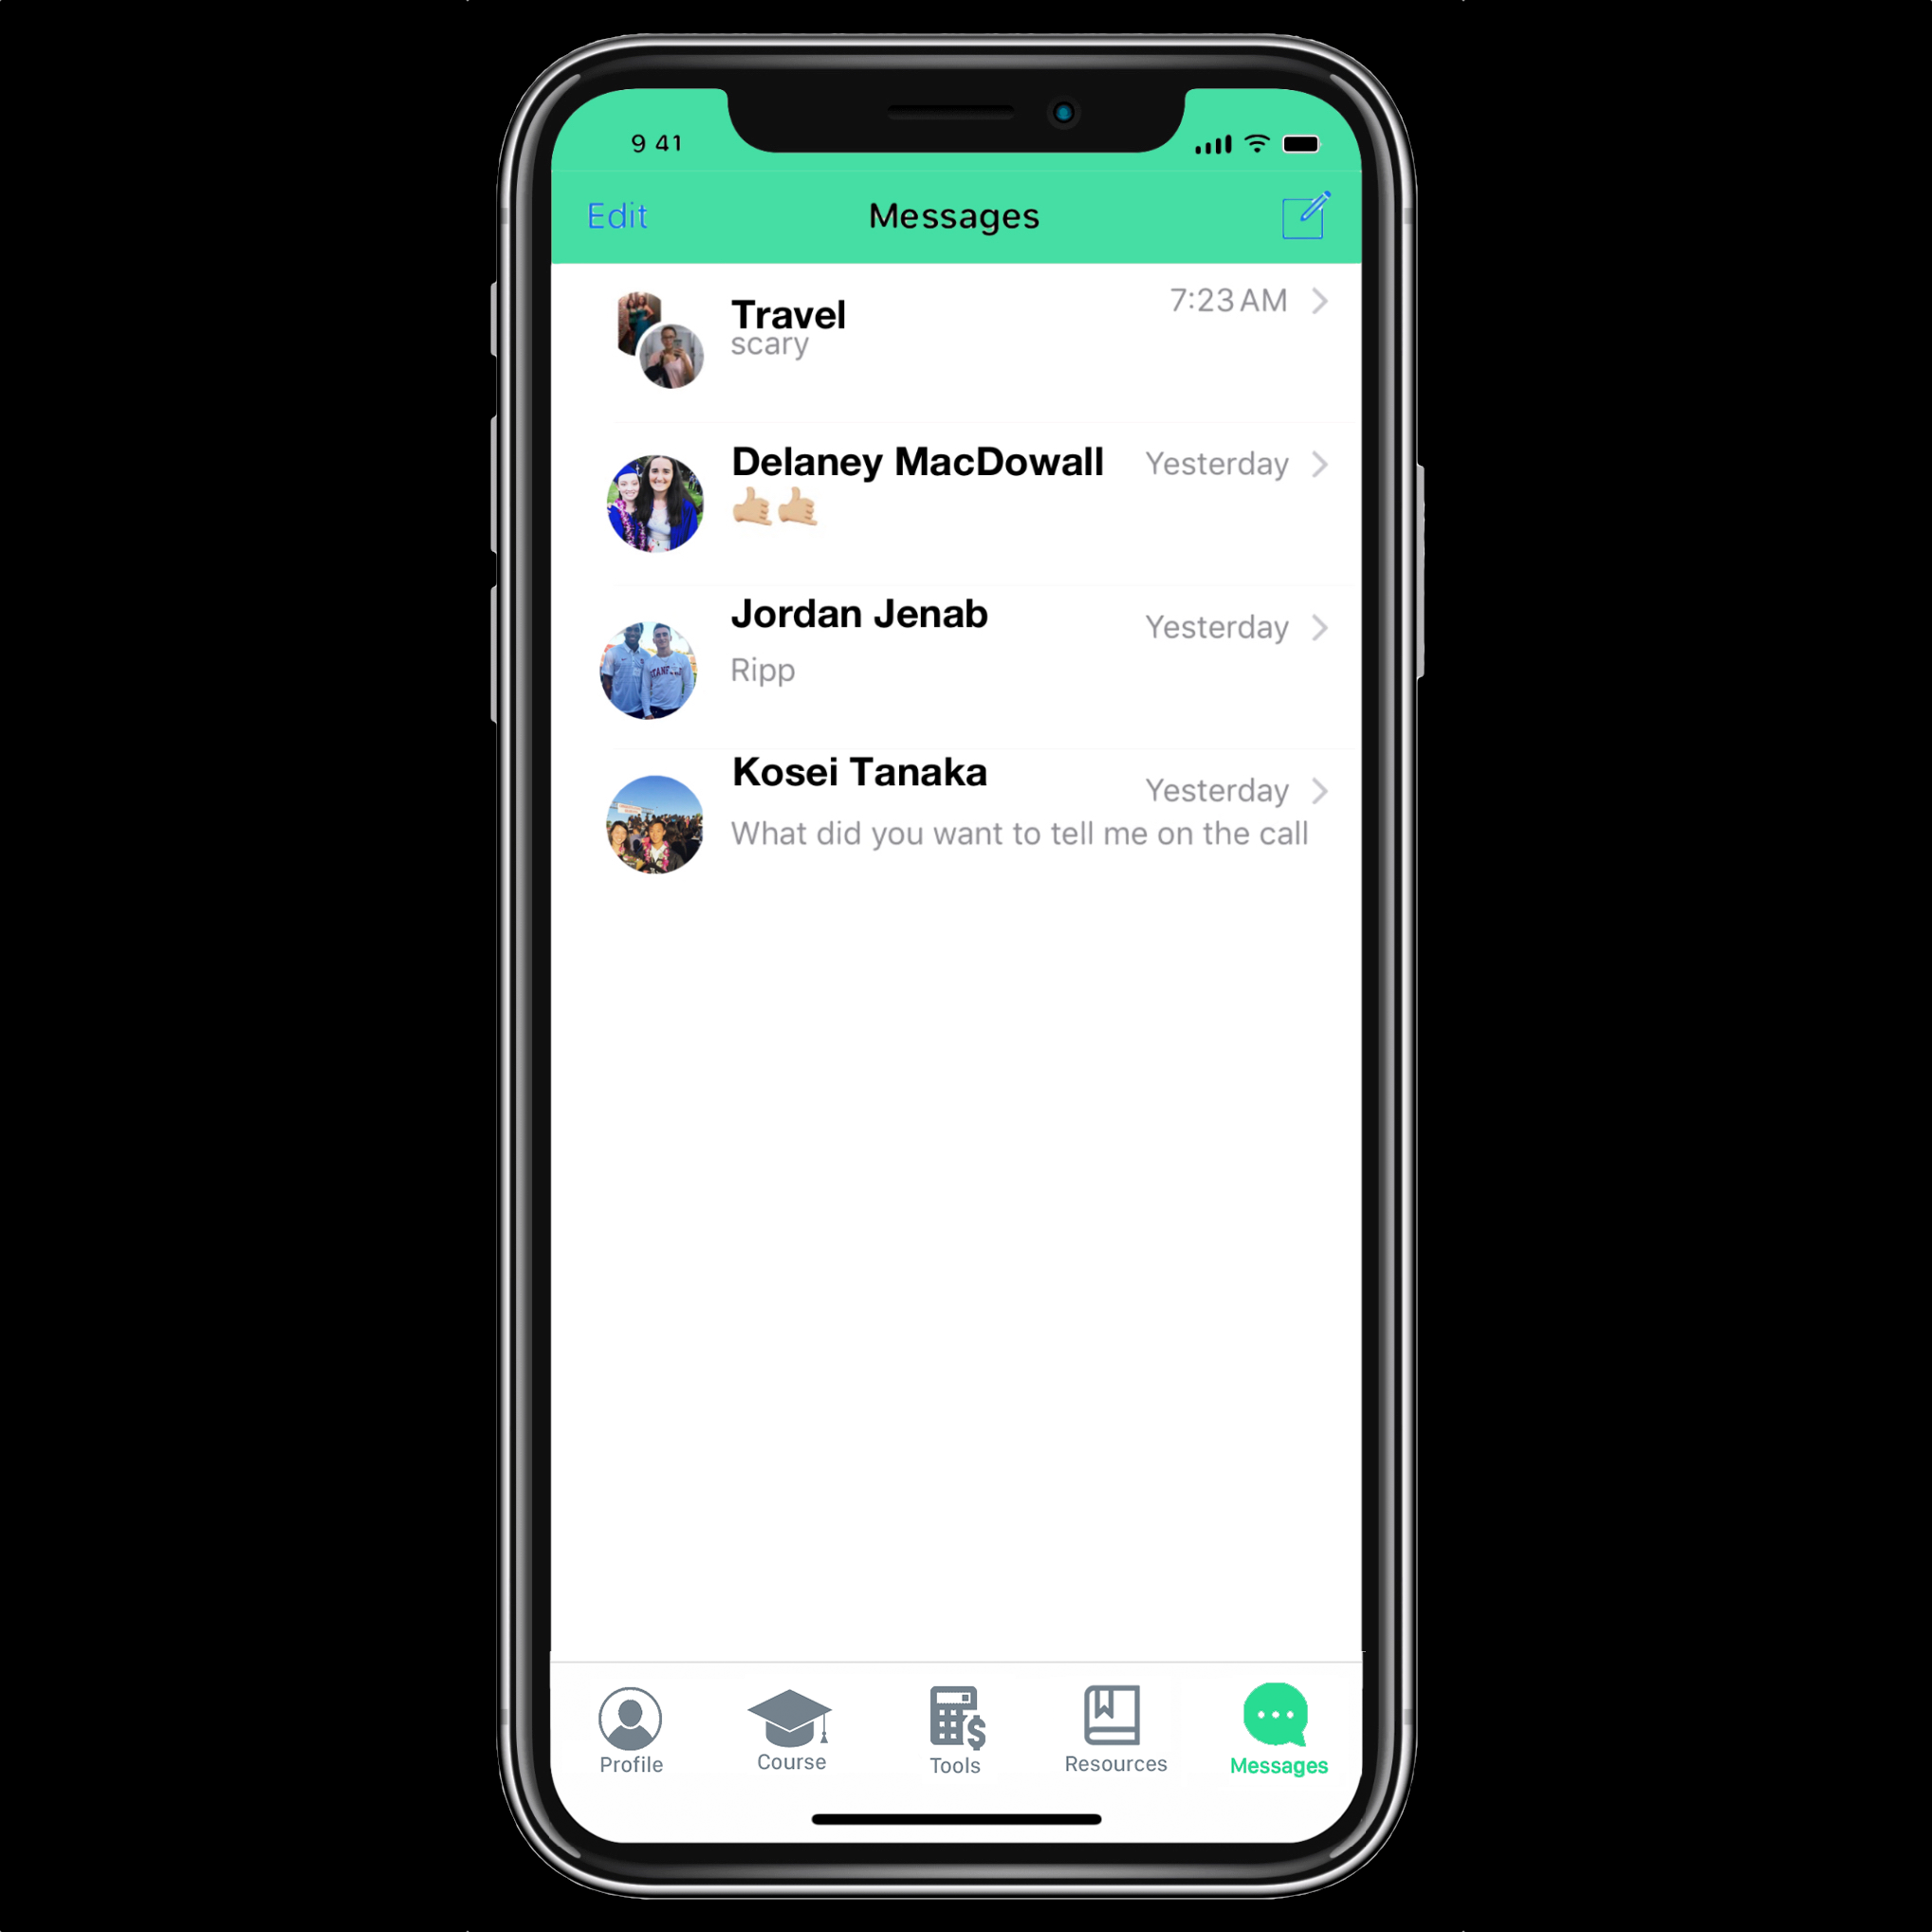 9 41
Edit Messages
Travel 7:23 AM
scary
Delaney MacDowall Yesterday
🤙🏼🤙🏼
Jordan Jenab Yesterday
Ripp
Kosei Tanaka Yesterday
What did you want to tell me on the call
Profile Course Tools Resources Messages